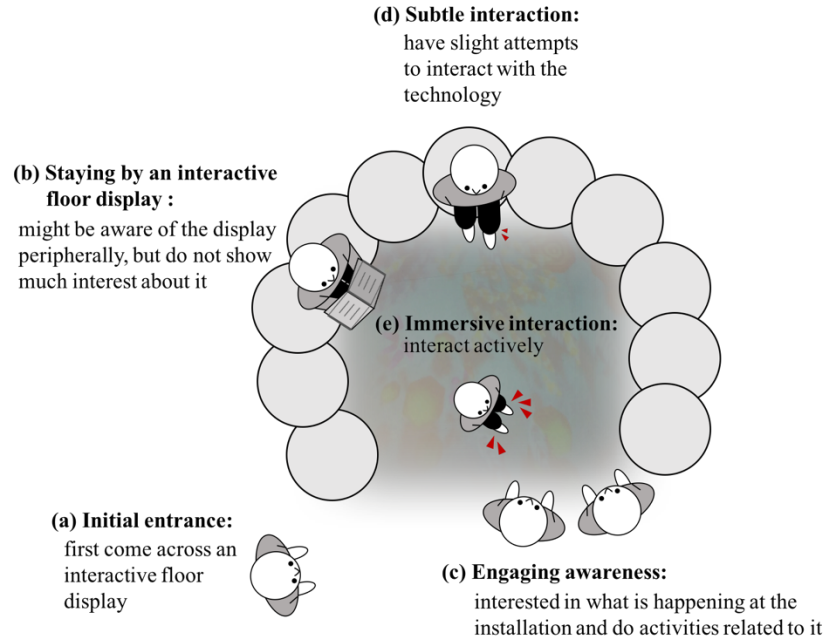 (d) Subtle interaction:
have slight attempts
to interact with the
technology
(b) Staying by an interactive
floor display :
might be aware of the display
peripherally, but do not show
much interest about it
(e) Immersive interaction:
interact actively
(a) Initial entrance:
first come across an
interactive floor
display
(c) Engaging awareness:
interested in what is happening at the
installation and do activities related to it